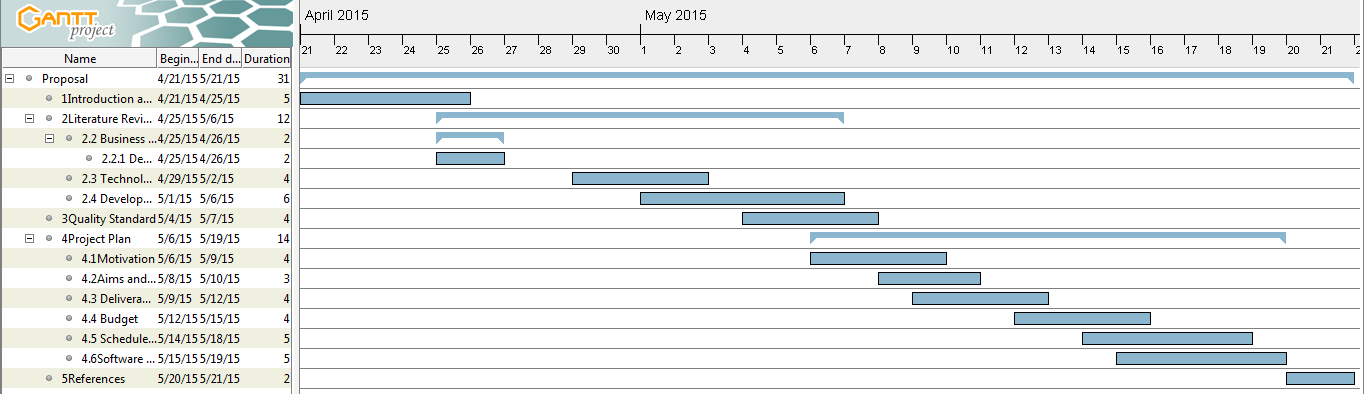 GANTT
project
April 2015 May 2015
21 22 23 24 25 26 27 28 29 30 1 2 3 4 5 6 7 8 9 10 11 12 13 14 15 16 17 18 19 20 21 2
Name Begin... End d... Duration
Proposal 4/21/15 5/21/15 31
1Introduction a... 4/21/15 4/25/15 5
2Literature Revi... 4/25/15 5/6/15 12
2.2 Business ... 4/25/15 4/26/15 2
2.2.1 De... 4/25/15 4/26/15 2
2.3 Technol... 4/29/15 5/2/15 4
2.4 Develop... 5/1/15 5/6/15 6
3Quality Standard 5/4/15 5/7/15 4
4Project Plan 5/6/15 5/19/15 14
4.1Motivation 5/6/15 5/9/15 4
4.2Aims and... 5/8/15 5/10/15 3
4.3 Delivera... 5/9/15 5/12/15 4
4.4 Budget 5/12/15 5/15/15 4
4.5 Schedule... 5/14/15 5/18/15 5
4.6Software ... 5/15/15 5/19/15 5
5References 5/20/15 5/21/15 2